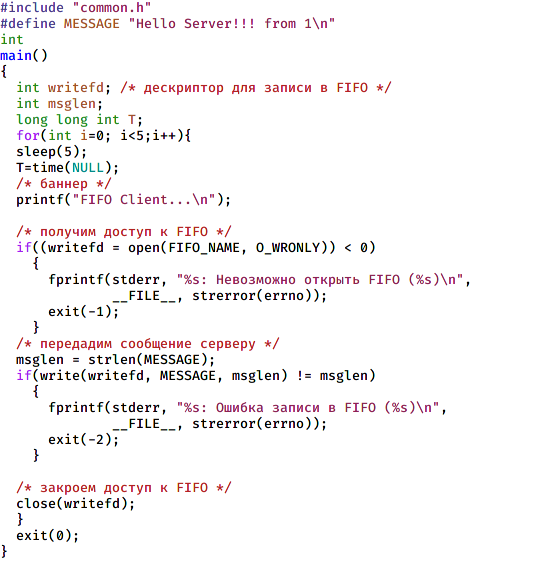 #include "common.h"
#define MESSAGE "Hello Server!!! from 1\n"
int
main()
{
  int writefd; /* дескриптор для записи в FIFO */
  int msglen;
  long long int T;
  for(int i=0; i<5;i++){
  sleep(5);
  T=time(NULL);
  /* баннер */
  printf("FIFO Client...\n");

  /* получим доступ к FIFO */
  if((writefd = open(FIFO_NAME, O_WRONLY)) < 0)
    {
      fprintf(stderr, "%s: Невозможно открыть FIFO (%s)\n",
              __FILE__, strerror(errno));
      exit(-1);
    }
  /* передадим сообщение серверу */
  msglen = strlen(MESSAGE);
  if(write(writefd, MESSAGE, msglen) != msglen)
    {
      fprintf(stderr, "%s: Ошибка записи в FIFO (%s)\n",
              __FILE__, strerror(errno));
      exit(-2);
    }

  /* закроем доступ к FIFO */
  close(writefd);
  }
  exit(0);
}